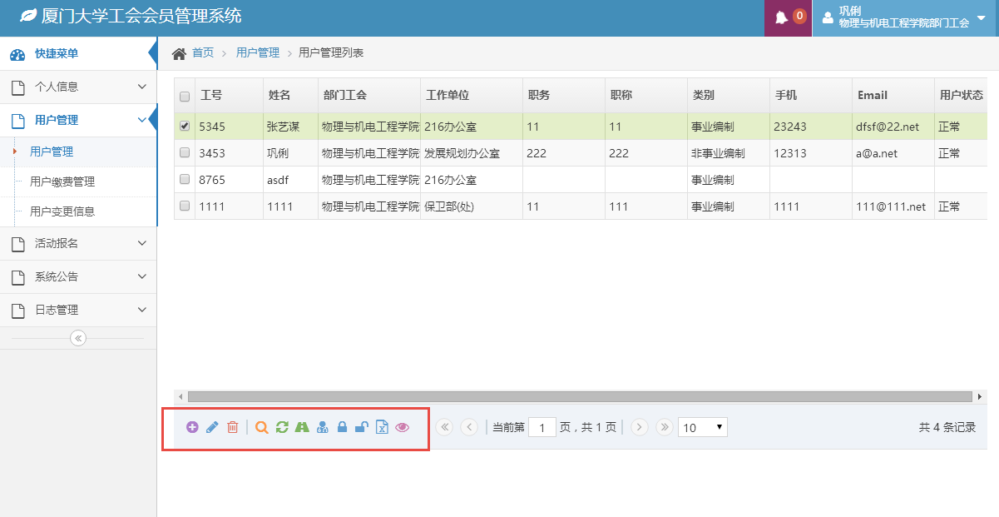 厦门大学工会会员管理系统
0
巩俐
物理与机电工程学院部门工会
快捷菜单
个人信息
用户管理
用户管理
用户缴费管理
用户变更信息
活动报名
系统公告
日志管理
首页 用户管理 用户管理列表
工号 姓名 部门工会 工作单位 职务 职称 类别 手机 Email 用户状态
5345 张艺谋 物理与机电工程学院 216办公室 11 11 事业编制 23243 dfsf@22.net 正常
3453 巩俐 物理与机电工程学院 发展规划办公室 222 222 非事业编制 12313 a@a.net 正常
8765 asdf 物理与机电工程学院 216办公室 事业编制
1111 1111 物理与机电工程学院 保卫部(处) 11 111 事业编制 1111 111@111.net 正常
当前第 1 页，共 1 页 10 共 4 条记录